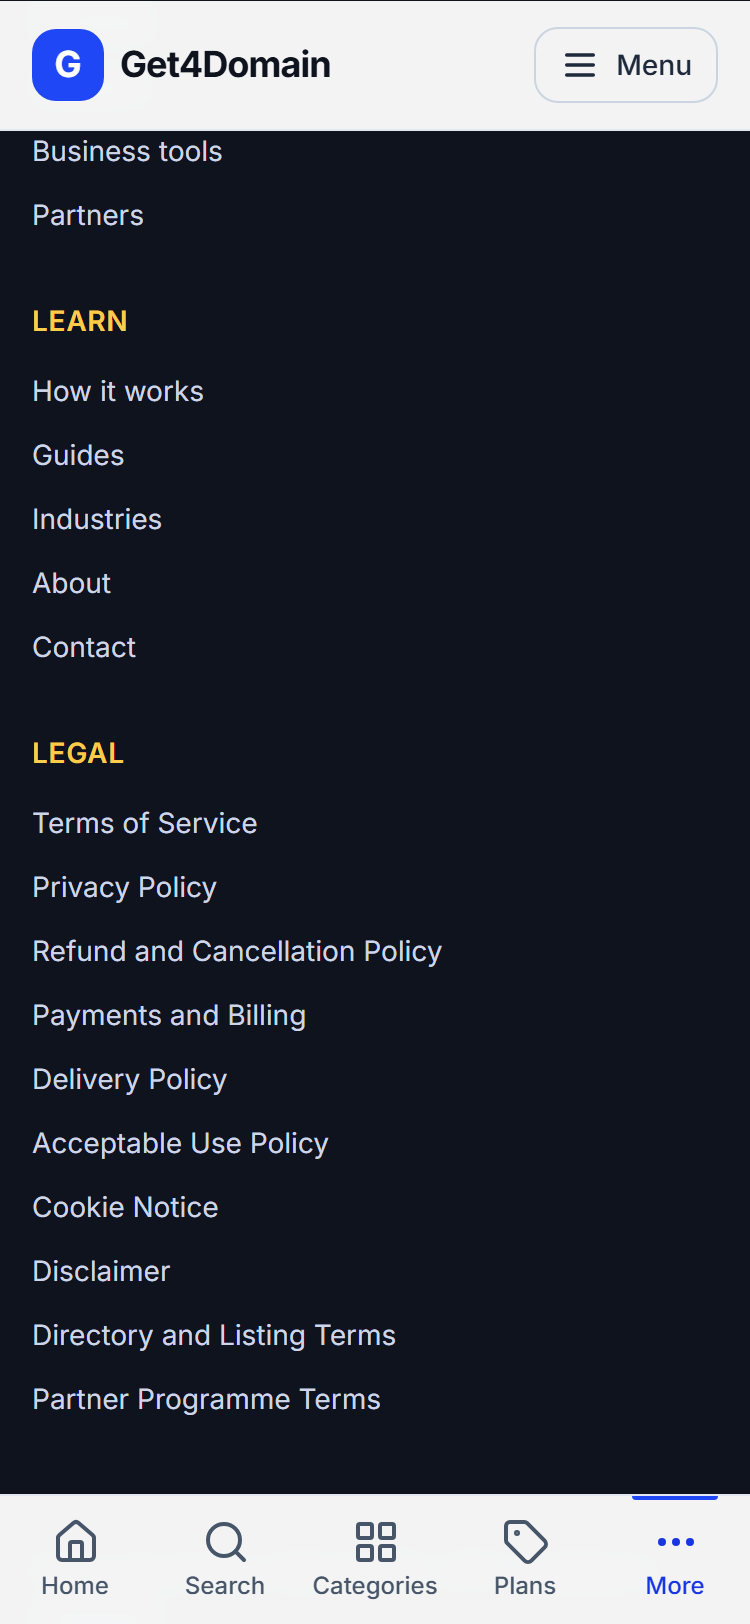 G Get4Domain
Menu
Business tools
Partners
LEARN
How it works
Guides
Industries
About
Contact
LEGAL
Terms of Service
Privacy Policy
Refund and Cancellation Policy
Payments and Billing
Delivery Policy
Acceptable Use Policy
Cookie Notice
Disclaimer
Directory and Listing Terms
Partner Programme Terms
Home
Search
Categories
Plans
More